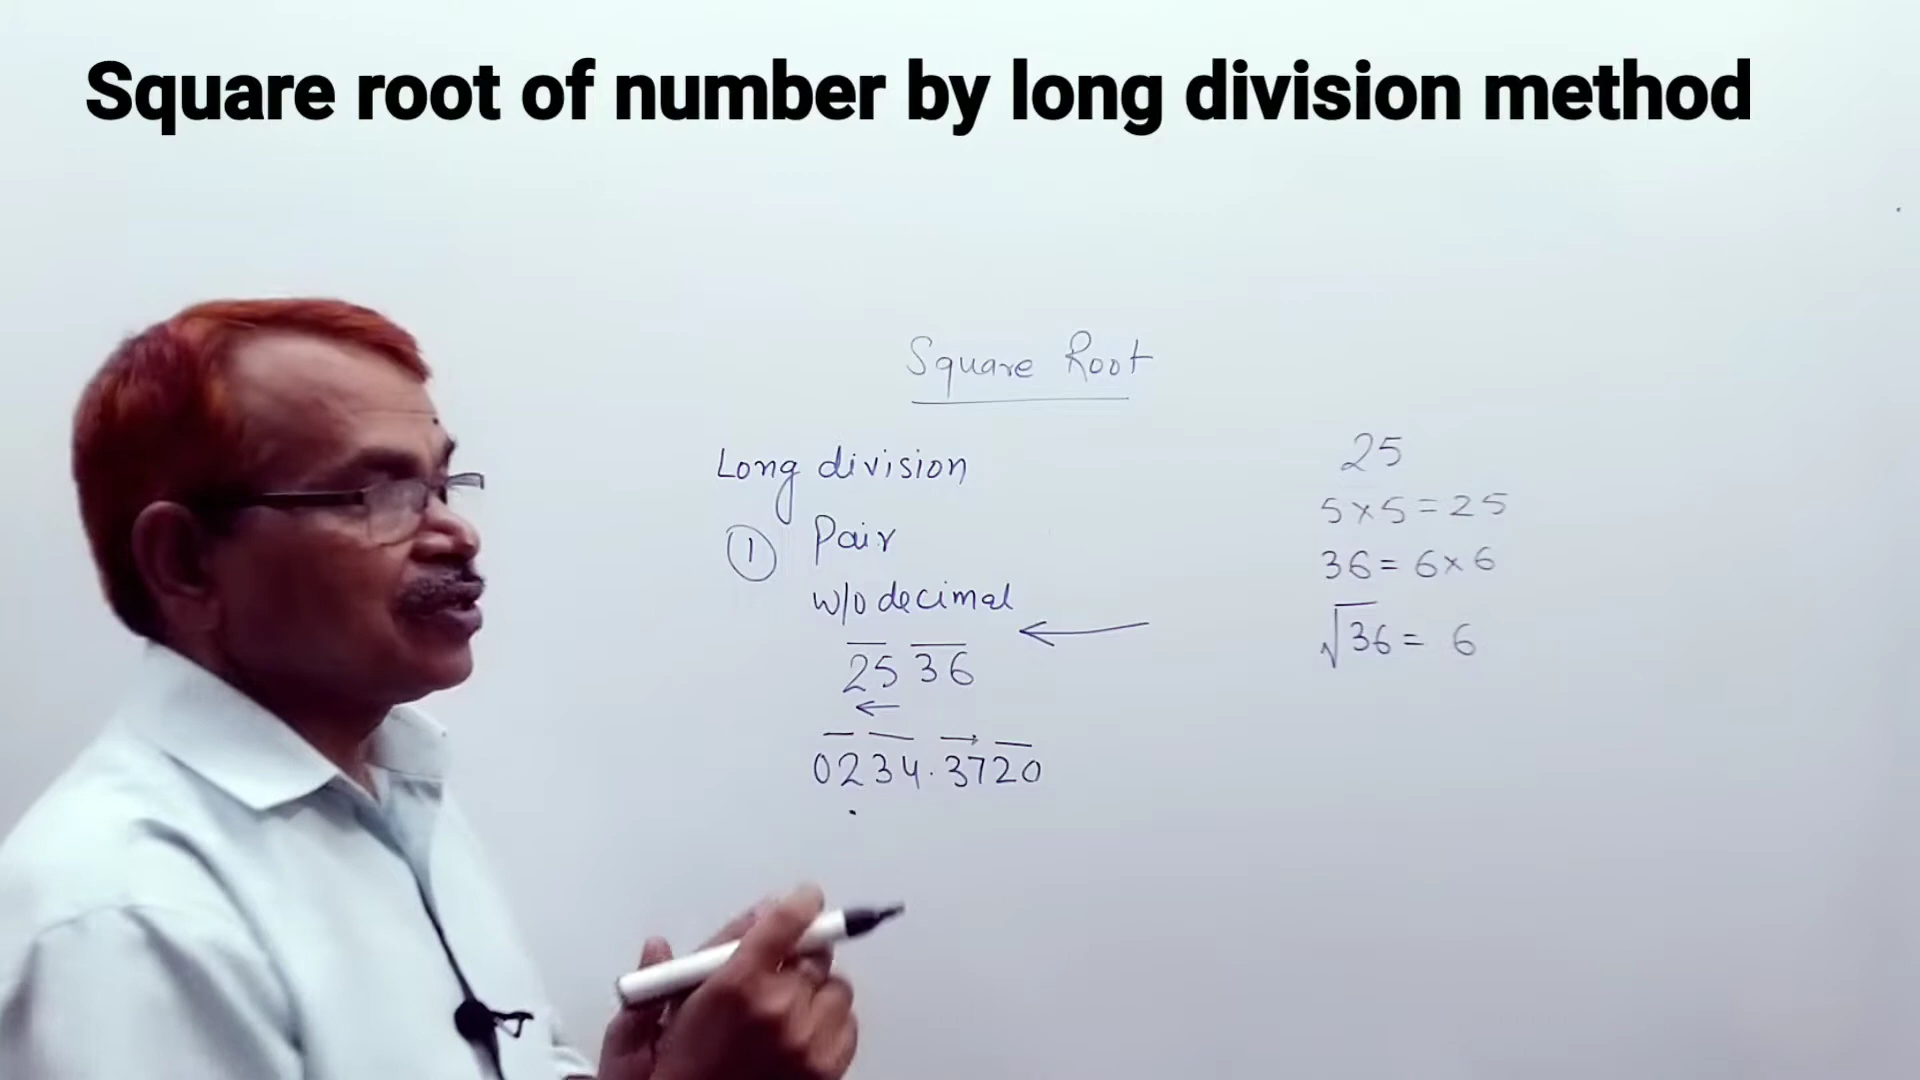 Square root of number by long division method
Square Root
Long division
① Pair
w/o decimal
25 36
0234.3720
25
5×5=25
36=6×6
√36= 6